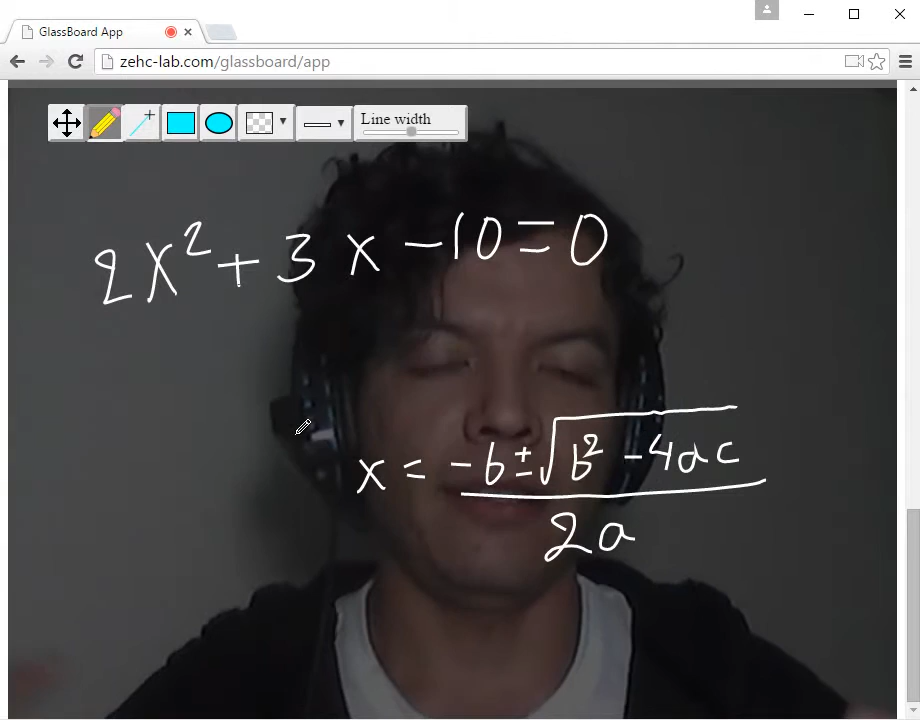 GlassBoard App
zehc-lab.com/glassboard/app
Line width
2x² + 3x - 10 = 0
x = -b ± √b² - 4ac
2a